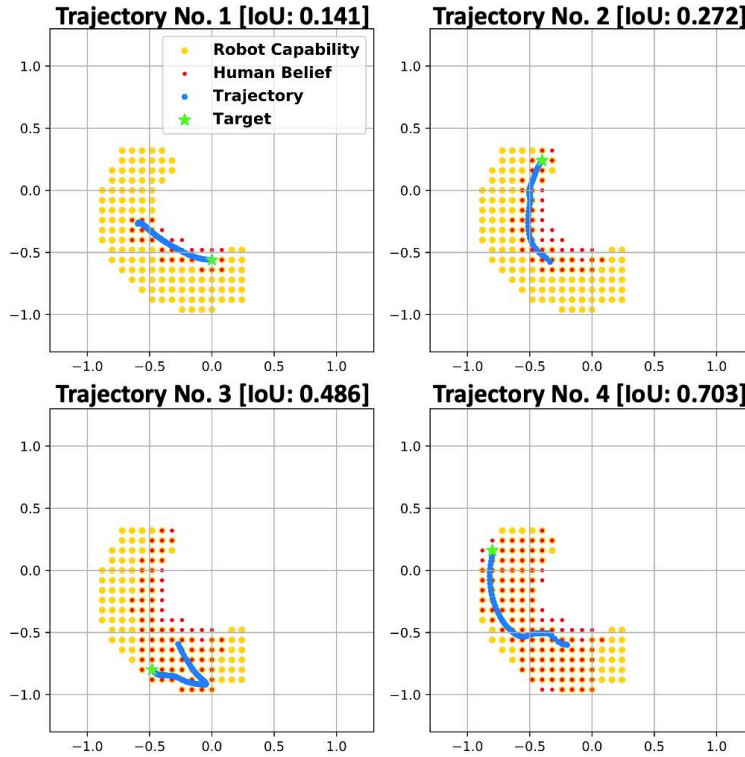 Trajectory No. 1 [IoU: 0.141]
Trajectory No. 2 [IoU: 0.272]
Robot Capability
Human Belief
Trajectory
Target
1.0
0.5
0.0
−0.5
−1.0
−1.0 −0.5 0.0 0.5 1.0
1.0
0.5
0.0
−0.5
−1.0
−1.0 −0.5 0.0 0.5 1.0
Trajectory No. 3 [IoU: 0.486]
Trajectory No. 4 [IoU: 0.703]
1.0
0.5
0.0
−0.5
−1.0
−1.0 −0.5 0.0 0.5 1.0
1.0
0.5
0.0
−0.5
−1.0
−1.0 −0.5 0.0 0.5 1.0